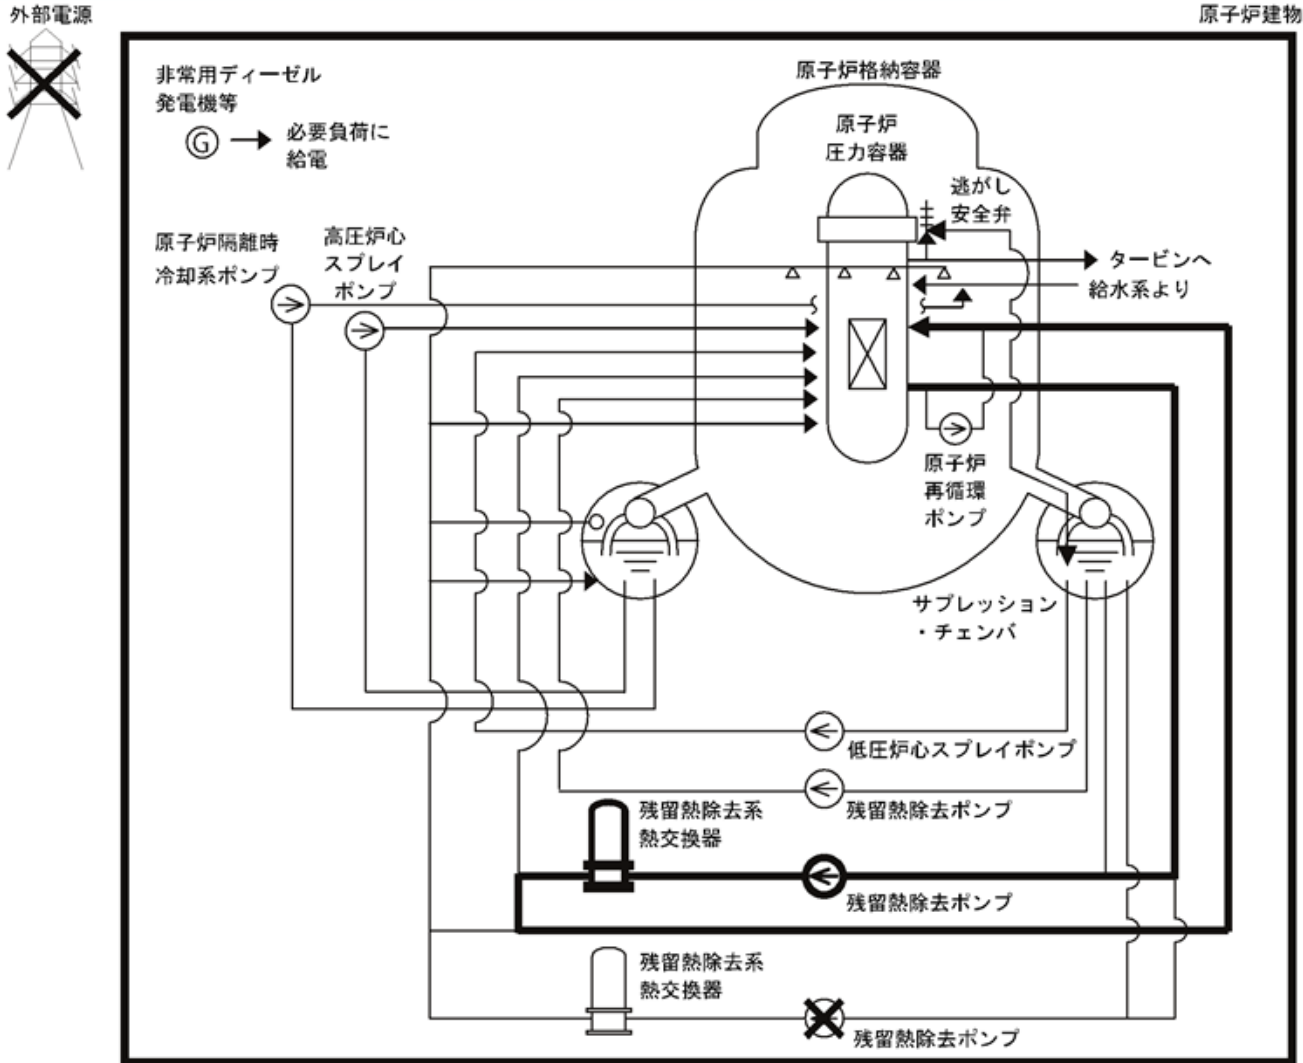 外部電源
原子炉建物
非常用ディーゼル
発電機等
G
必要負荷に
給電
原子炉格納容器
原子炉
圧力容器
逃がし
安全弁
原子炉隔離時
冷却系ポンプ
高圧炉心
スプレイ
ポンプ
タービンへ
給水系より
原子炉
再循環
ポンプ
サプレッション
・チェンバ
低圧炉心スプレイポンプ
残留熱除去系
熱交換器
残留熱除去ポンプ
残留熱除去ポンプ
残留熱除去系
熱交換器
残留熱除去ポンプ